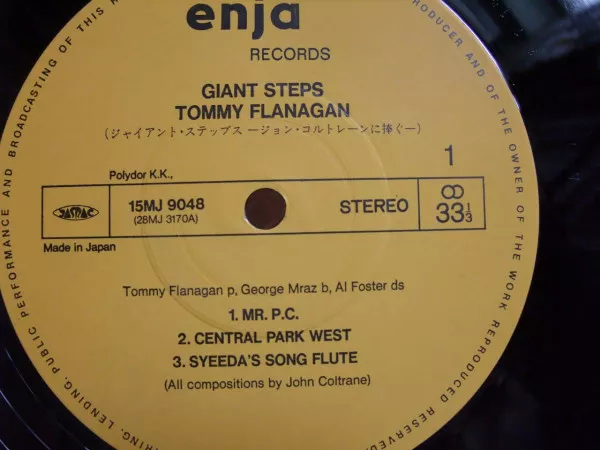 enja
RECORDS
GIANT STEPS
TOMMY FLANAGAN
(ジャイアント・ステップス ージョン・コルトレーンに捧ぐー)
1
Polydor K.K.,
JASRAC
15MJ 9048
(28MJ 3170A)
STEREO
33 1/3
Made in Japan
Tommy Flanagan p, George Mraz b, Al Foster ds
1. MR. P.C.
2. CENTRAL PARK WEST
3. SYEEDA'S SONG FLUTE
(All compositions by John Coltrane)
LENDING, PUBLIC PERFORMANCE AND BROADCASTING OF THIS
PRODUCER AND OF THE OWNER OF THE WORK REPRODUCED RESERVED.